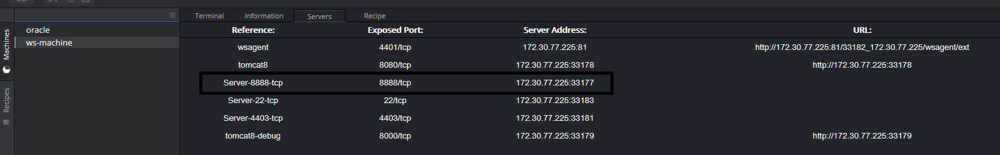 Terminal Information Servers Recipe
Machines
Recipes
oracle
ws-machine
Reference: Exposed Port: Server Address: URL:
wsagent 4401/tcp 172.30.77.225:81 http://172.30.77.225:81/33182_172.30.77.225/wsagent/ext
tomcat8 8080/tcp 172.30.77.225:33178 http://172.30.77.225:33178
Server-8888-tcp 8888/tcp 172.30.77.225:33177
Server-22-tcp 22/tcp 172.30.77.225:33183
Server-4403-tcp 4403/tcp 172.30.77.225:33181
tomcat8-debug 8000/tcp 172.30.77.225:33179 http://172.30.77.225:33179